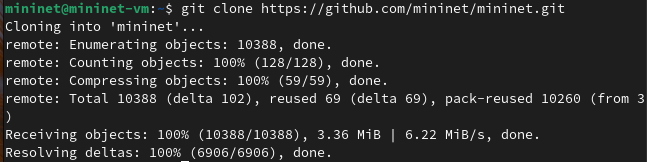 mininet@mininet-vm:~$ git clone https://github.com/mininet/mininet.git
Cloning into 'mininet'...
remote: Enumerating objects: 10388, done.
remote: Counting objects: 100% (128/128), done.
remote: Compressing objects: 100% (59/59), done.
remote: Total 10388 (delta 102), reused 69 (delta 69), pack-reused 10260 (from 3
)
Receiving objects: 100% (10388/10388), 3.36 MiB | 6.22 MiB/s, done.
Resolving deltas: 100% (6906/6906), done.